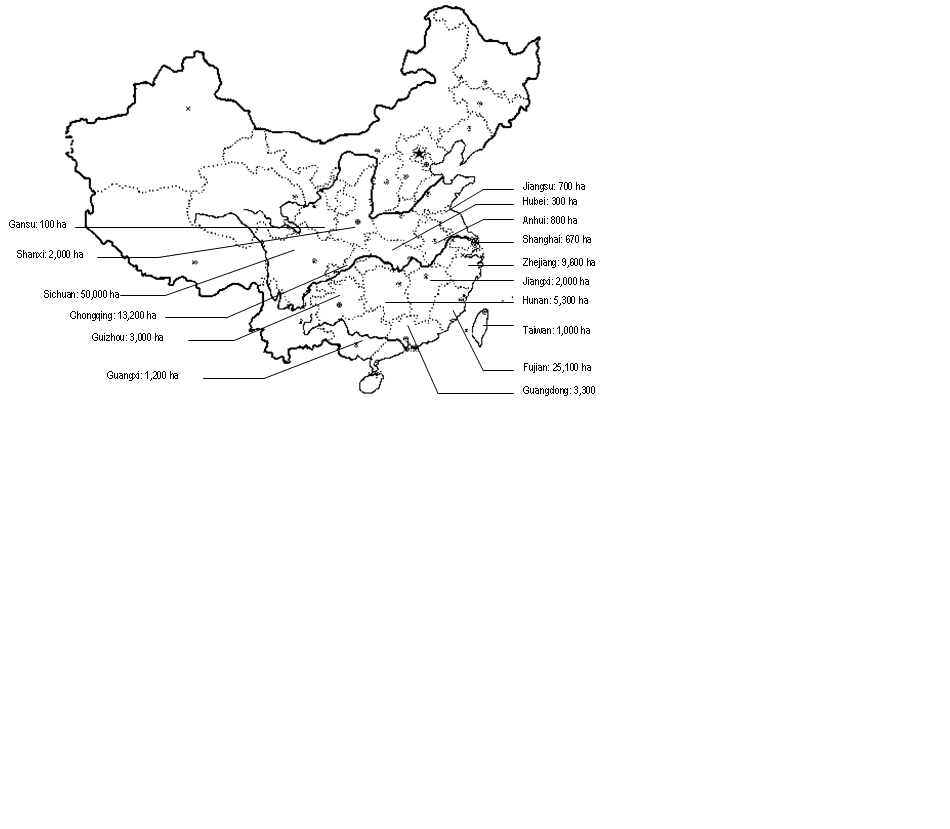 Jiangsu: 700 ha
Hubei: 300 ha
Anhui: 800 ha
Gansu: 100 ha
Shanghai: 670 ha
Shanxi: 2,000 ha
Zhejiang: 9,600 ha
Jiangxi: 2,000 ha
Sichuan: 50,000 ha
Hunan: 5,300 ha
Chongqing: 13,200 ha
Taiwan: 1,000 ha
Guizhou: 3,000 ha
Fujian: 25,100 ha
Guangxi: 1,200 ha
Guangdong: 3,300